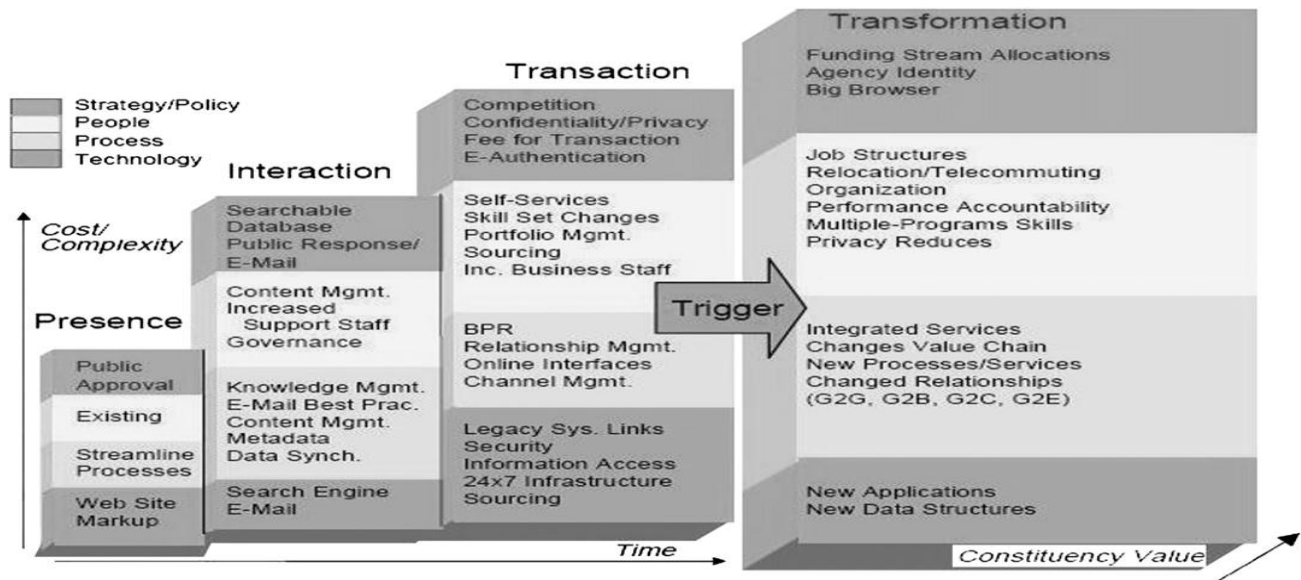 Strategy/Policy
People
Process
Technology
Cost/
Complexity
Presence
Public
Approval
Existing
Streamline
Processes
Web Site
Markup
Interaction
Searchable
Database
Public Response/
E-Mail
Content Mgmt.
Increased
Support Staff
Governance
Knowledge Mgmt.
E-Mail Best Prac.
Content Mgmt.
Metadata
Data Synch.
Search Engine
E-Mail
Transaction
Competition
Confidentiality/Privacy
Fee for Transaction
E-Authentication
Self-Services
Skill Set Changes
Portfolio Mgmt.
Sourcing
Inc. Business Staff
BPR
Relationship Mgmt.
Online Interfaces
Channel Mgmt.
Legacy Sys. Links
Security
Information Access
24x7 Infrastructure
Sourcing
Trigger
Transformation
Funding Stream Allocations
Agency Identity
Big Browser
Job Structures
Relocation/Telecommuting
Organization
Performance Accountability
Multiple-Programs Skills
Privacy Reduces
Integrated Services
Changes Value Chain
New Processes/Services
Changed Relationships
(G2G, G2B, G2C, G2E)
New Applications
New Data Structures
Time
Constituency Value